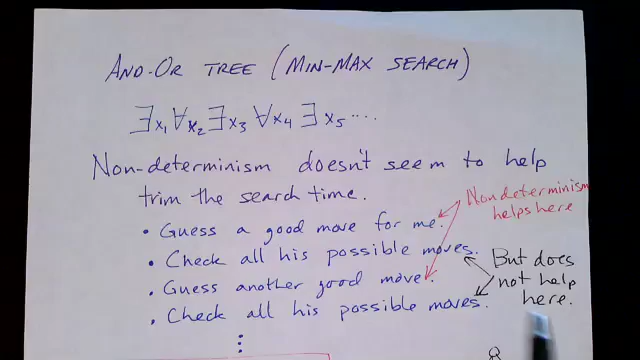 AND-OR TREE (MIN-MAX SEARCH)
∃x₁ ∀x₂ ∃x₃ ∀x₄ ∃x₅ ....
NON-DETERMINISM doesn't seem to help
trim the search time.
• Guess a good move for me.
• Check all his possible moves.
• Guess another good move.
• Check all his possible moves.
Nondeterminism
helps here
But does
not help
here.